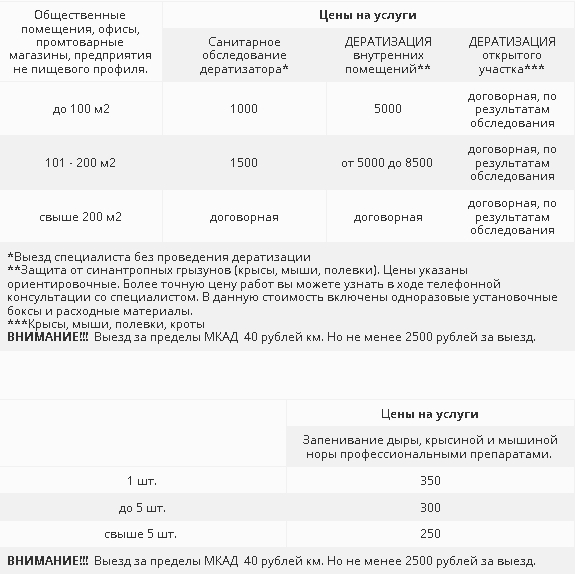 Общественные
помещения, офисы,
промтоварные
магазины, предприятия
не пищевого профиля.
Цены на услуги
Санитарное
обследование
дератизатора*
ДЕРАТИЗАЦИЯ
внутренних
помещений**
ДЕРАТИЗАЦИЯ
открытого
участка***
до 100 м2
1000
5000
договорная, по
результатам
обследования
101 - 200 м2
1500
от 5000 до 8500
договорная, по
результатам
обследования
свыше 200 м2
договорная
договорная
договорная, по
результатам
обследования
*Выезд специалиста без проведения дератизации
**Защита от синантропных грызунов (крысы, мыши, полевки). Цены указаны
ориентировочные. Более точную цену работ вы можете узнать в ходе телефонной
консультации со специалистом. В данную стоимость включены одноразовые установочные
боксы и расходные материалы.
***Крысы, мыши, полевки, кроты
ВНИМАНИЕ!!! Выезд за пределы МКАД 40 рублей км. Но не менее 2500 рублей за выезд.
Цены на услуги
Запенивание дыры, крысиной и мышиной
норы профессиональными препаратами.
1 шт.
350
до 5 шт.
300
свыше 5 шт.
250
ВНИМАНИЕ!!! Выезд за пределы МКАД 40 рублей км. Но не менее 2500 рублей за выезд.